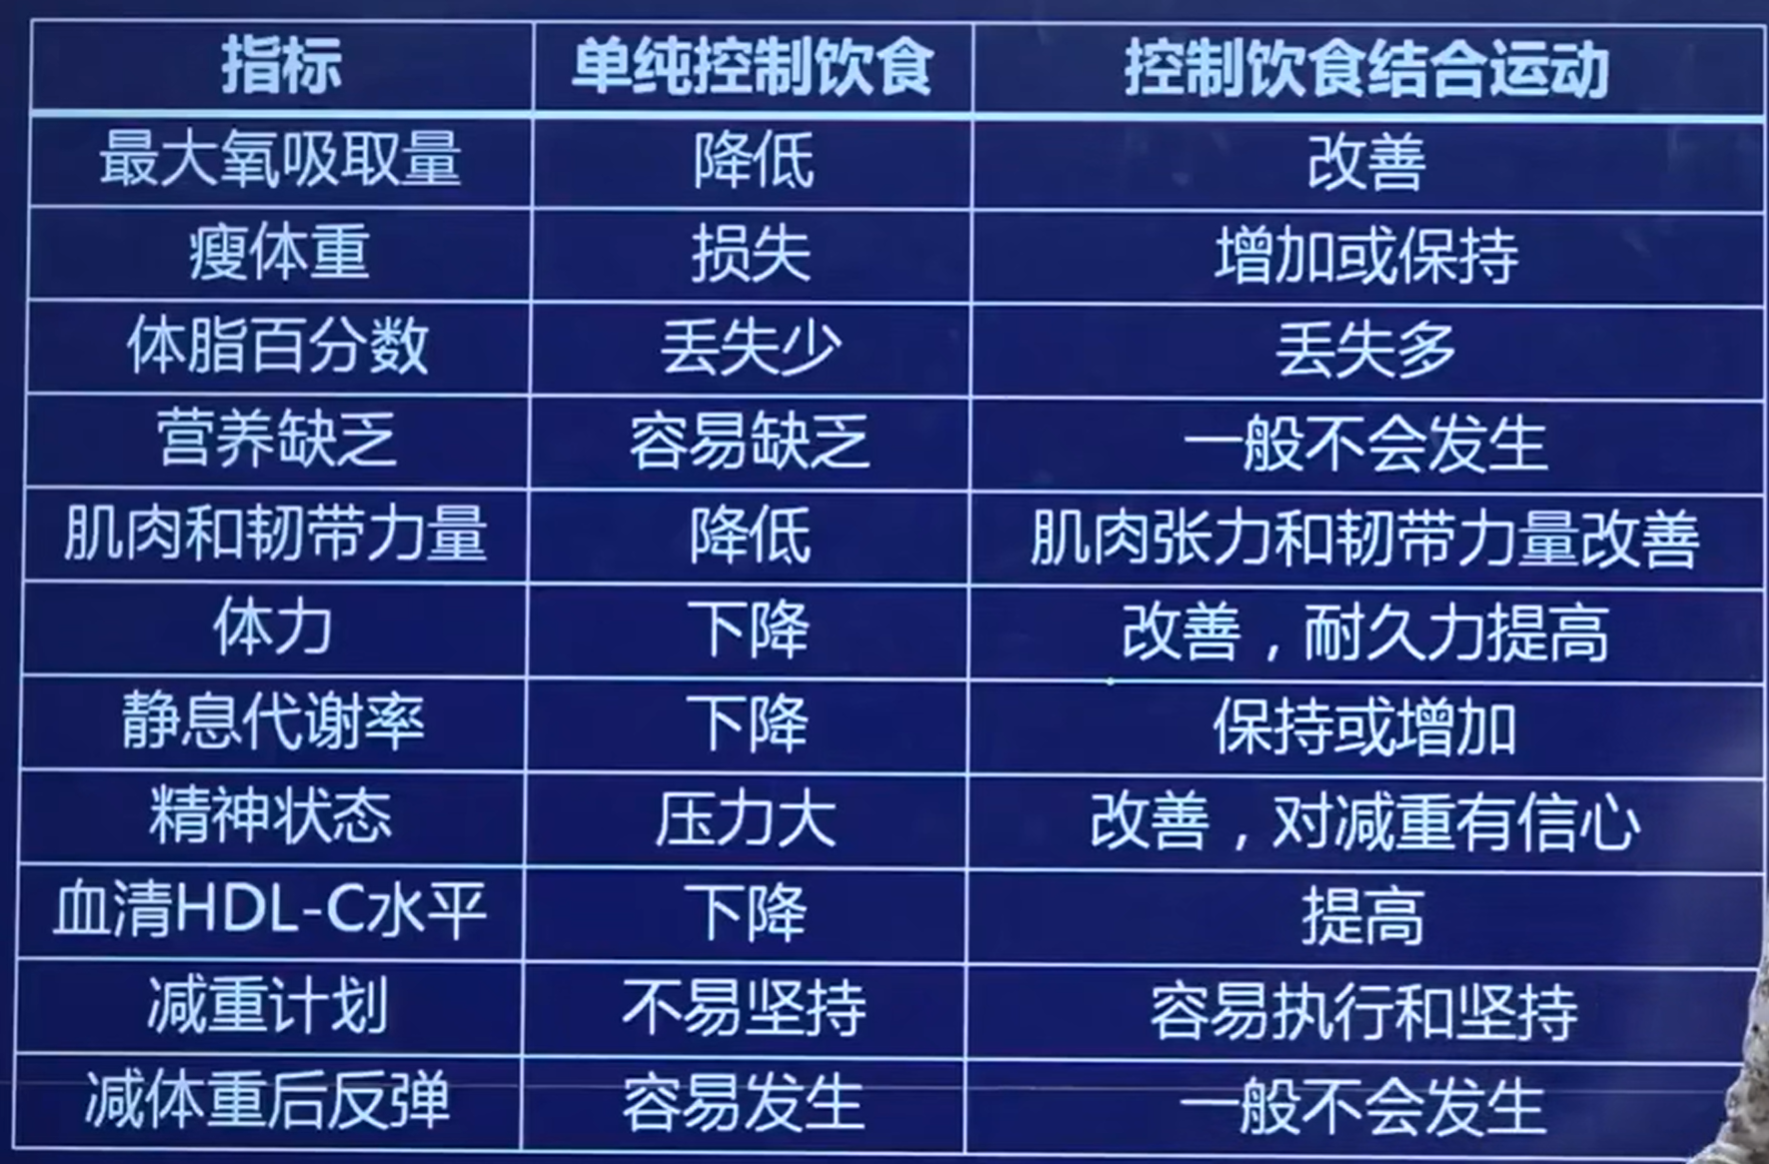 指标 单纯控制饮食 控制饮食结合运动
最大氧吸取量 降低 改善
瘦体重 损失 增加或保持
体脂百分数 丢失少 丢失多
营养缺乏 容易缺乏 一般不会发生
肌肉和韧带力量 降低 肌肉张力和韧带力量改善
体力 下降 改善，耐久力提高
静息代谢率 下降 保持或增加
精神状态 压力大 改善，对减重有信心
血清HDL-C水平 下降 提高
减重计划 不易坚持 容易执行和坚持
减体重后反弹 容易发生 一般不会发生